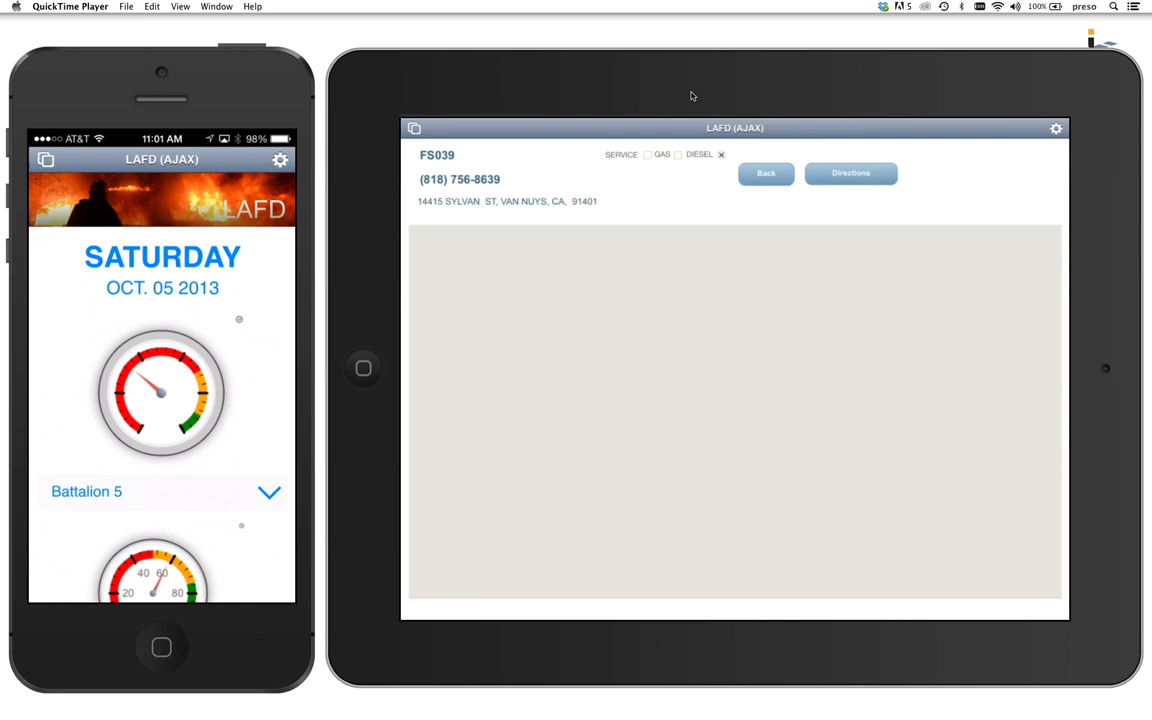 QuickTime Player File Edit View Window Help 5 100% preso
AT&T 11:01 AM 98%
LAFD (AJAX)
LAFD
SATURDAY
OCT. 05 2013
Battalion 5
40 60
20 80
LAFD (AJAX)
FS039 SERVICE GAS DIESEL
Back Directions
(818) 756-8639
14415 SYLVAN ST, VAN NUYS, CA, 91401